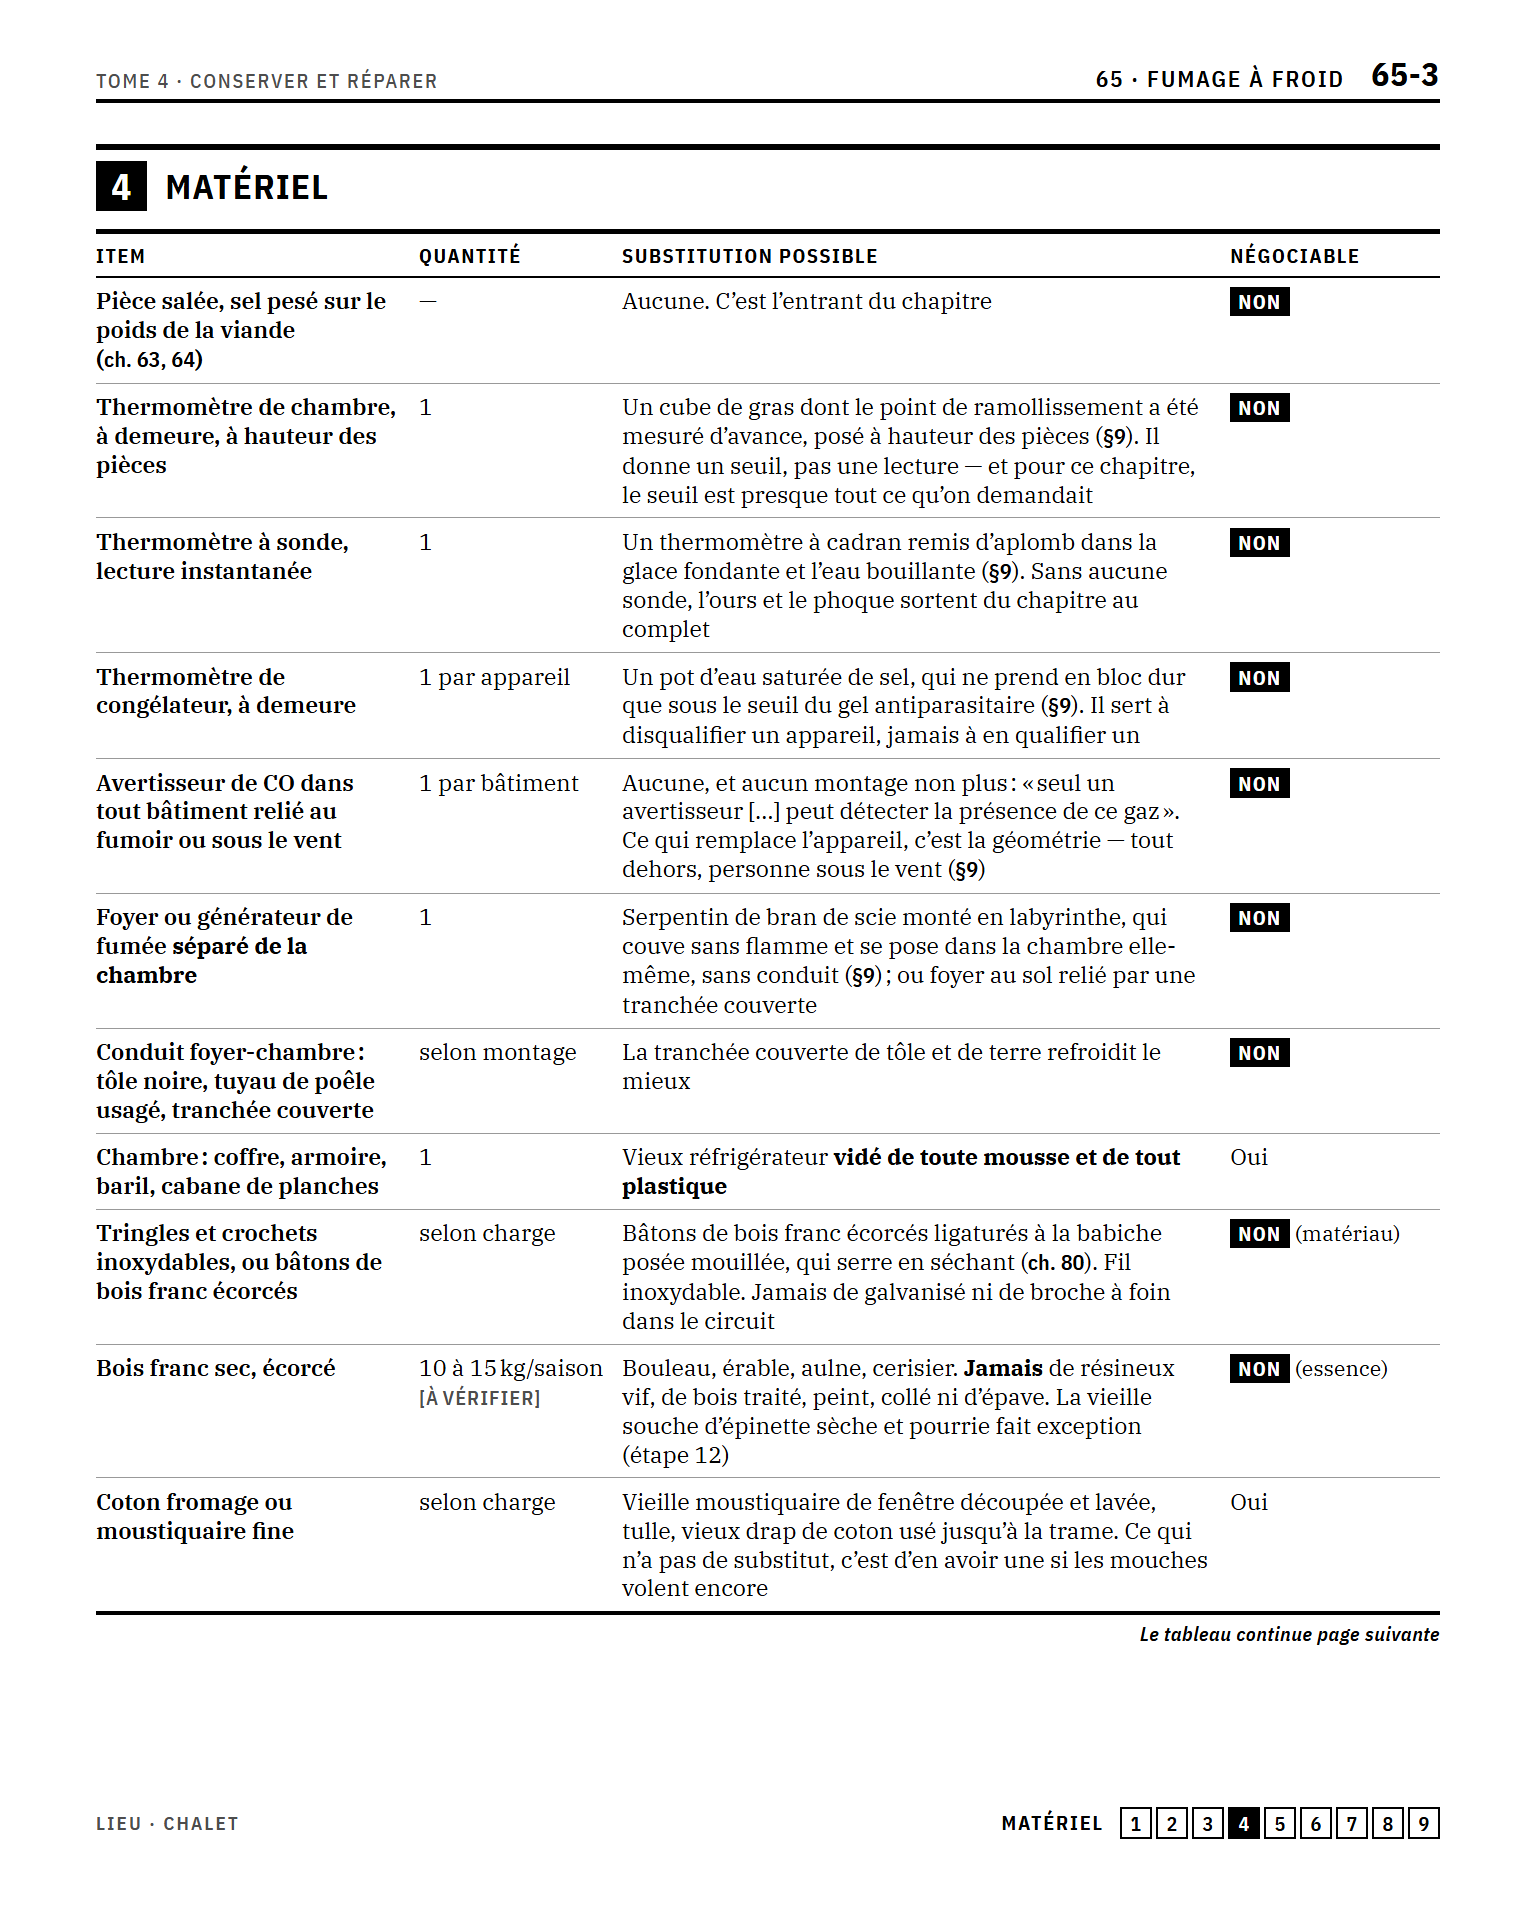 TOME 4 · CONSERVER ET RÉPARER
65 · FUMAGE À FROID 65-3
4 MATÉRIEL
ITEM QUANTITÉ SUBSTITUTION POSSIBLE NÉGOCIABLE
Pièce salée, sel pesé sur le — Aucune. C’est l’entrant du chapitre NON
poids de la viande
(ch. 63, 64)
Thermomètre de chambre, 1 Un cube de gras dont le point de ramollissement a été NON
à demeure, à hauteur des mesuré d’avance, posé à hauteur des pièces (§9). Il
pièces donne un seuil, pas une lecture — et pour ce chapitre,
le seuil est presque tout ce qu’on demandait
Thermomètre à sonde, 1 Un thermomètre à cadran remis d’aplomb dans la NON
lecture instantanée glace fondante et l’eau bouillante (§9). Sans aucune
sonde, l’ours et le phoque sortent du chapitre au
complet
Thermomètre de 1 par appareil Un pot d’eau saturée de sel, qui ne prend en bloc dur NON
congélateur, à demeure que sous le seuil du gel antiparasitaire (§9). Il sert à
disqualifier un appareil, jamais à en qualifier un
Avertisseur de CO dans 1 par bâtiment Aucune, et aucun montage non plus : « seul un NON
tout bâtiment relié au avertisseur [...] peut détecter la présence de ce gaz ».
fumoir ou sous le vent Ce qui remplace l’appareil, c’est la géométrie — tout
dehors, personne sous le vent (§9)
Foyer ou générateur de 1 Serpentin de bran de scie monté en labyrinthe, qui NON
fumée séparé de la couve sans flamme et se pose dans la chambre elle-
chambre même, sans conduit (§9) ; ou foyer au sol relié par une
tranchée couverte
Conduit foyer-chambre : selon montage La tranchée couverte de tôle et de terre refroidit le NON
tôle noire, tuyau de poêle mieux
usagé, tranchée couverte
Chambre : coffre, armoire, 1 Vieux réfrigérateur vidé de toute mousse et de tout Oui
baril, cabane de planches plastique
Tringles et crochets selon charge Bâtons de bois franc écorcés ligaturés à la babiche NON (matériau)
inoxydables, ou bâtons de posée mouillée, qui serre en séchant (ch. 80). Fil
bois franc écorcés inoxydable. Jamais de galvanisé ni de broche à foin
dans le circuit
Bois franc sec, écorcé 10 à 15 kg/saison Bouleau, érable, aulne, cerisier. Jamais de résineux NON (essence)
[À VÉRIFIER] vif, de bois traité, peint, collé ni d’épave. La vieille
souche d’épinette sèche et pourrie fait exception
(étape 12)
Coton fromage ou selon charge Vieille moustiquaire de fenêtre découpée et lavée, Oui
moustiquaire fine tulle, vieux drap de coton usé jusqu’à la trame. Ce qui
n’a pas de substitut, c’est d’en avoir une si les mouches
volent encore
Le tableau continue page suivante
LIEU · CHALET MATÉRIEL 1 2 3 4 5 6 7 8 9